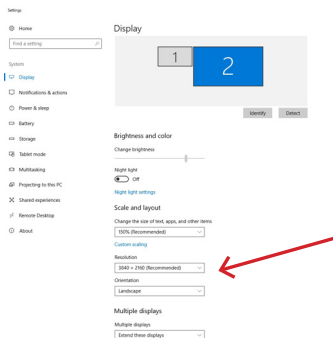 Settings
Home
Find a setting
System
Display
Notifications & actions
Power & sleep
Battery
Storage
Tablet mode
Multitasking
Projecting to this PC
Shared experiences
Remote Desktop
About
Display
1
2
Identify
Detect
Brightness and color
Change brightness
Night light
Off
Night light settings
Scale and layout
Change the size of text, apps, and other items
150% (Recommended)
Custom scaling
Resolution
3840 × 2160 (Recommended)
Orientation
Landscape
Multiple displays
Multiple displays
Extend these displays